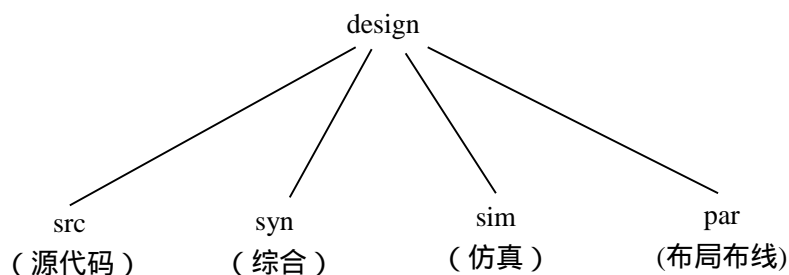 design
src syn sim par
（源代码） （综合） （仿真） (布局布线)